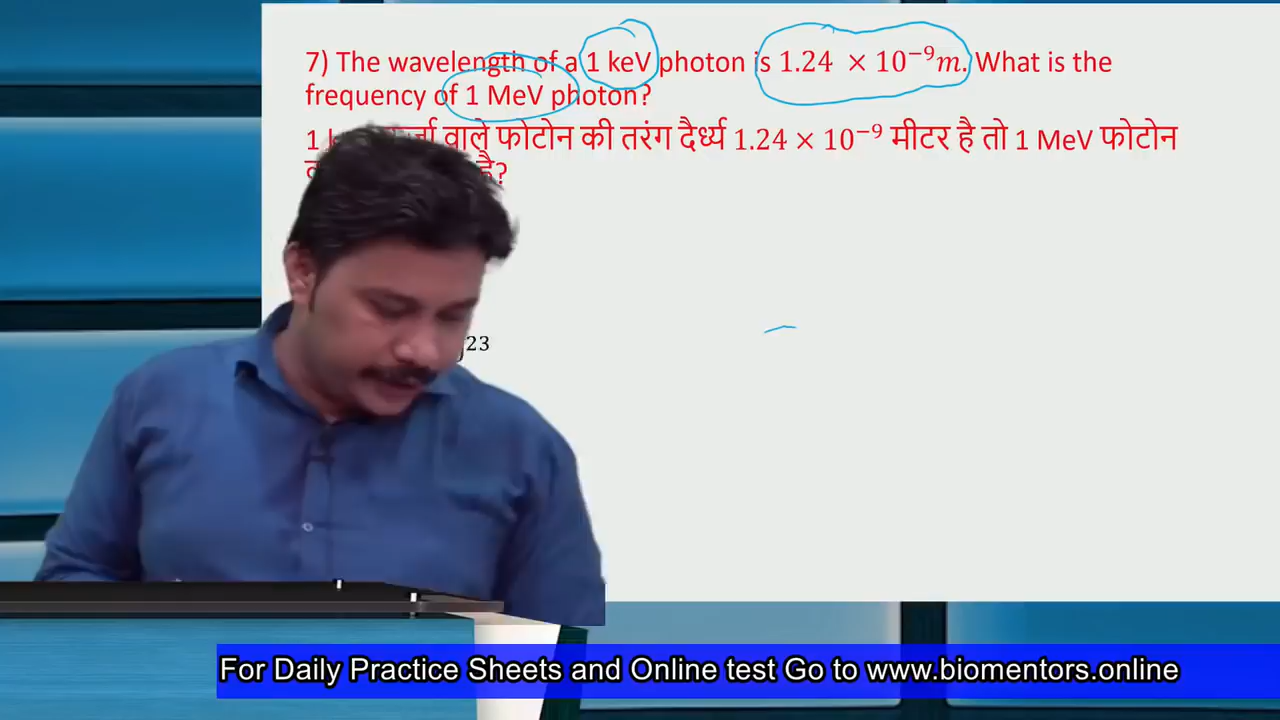 7) The wavelength of a 1 keV photon is 1.24 × 10⁻⁹m. What is the
frequency of 1 MeV photon?
1 वाले फोटोन की तरंग दैर्ध्य 1.24 × 10⁻⁹ मीटर है तो 1 MeV फोटोन
है?
23
For Daily Practice Sheets and Online test Go to www.biomentors.online